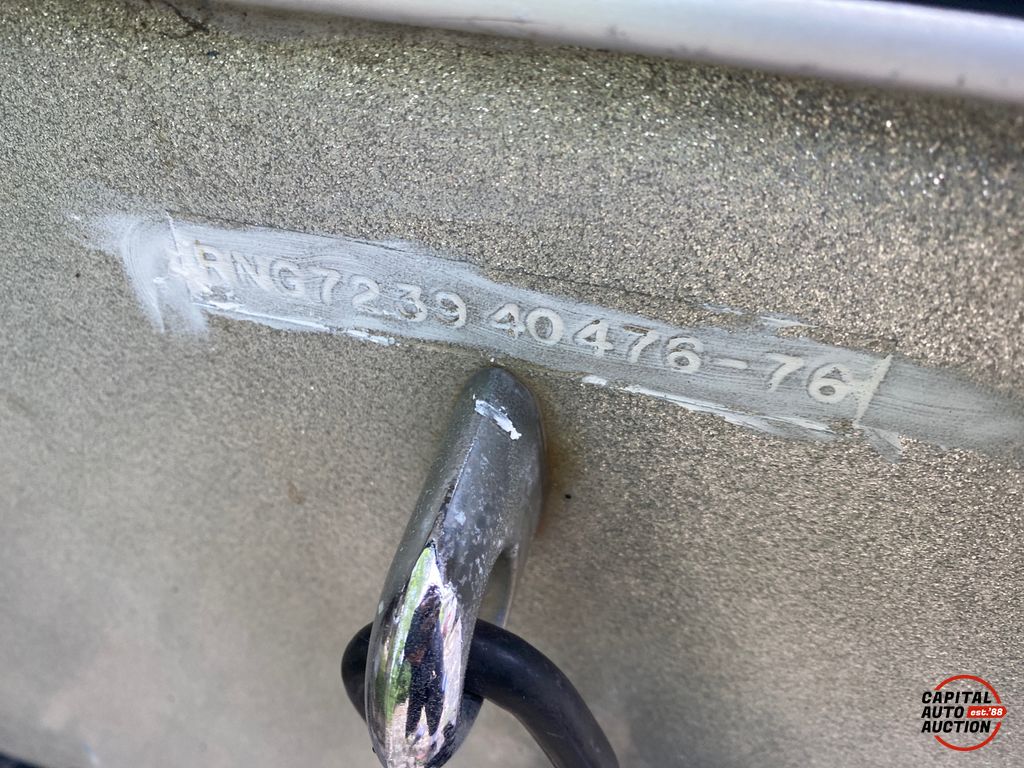 RNG7239 40476-76
CAPITAL
AUTO est.'88
AUCTION